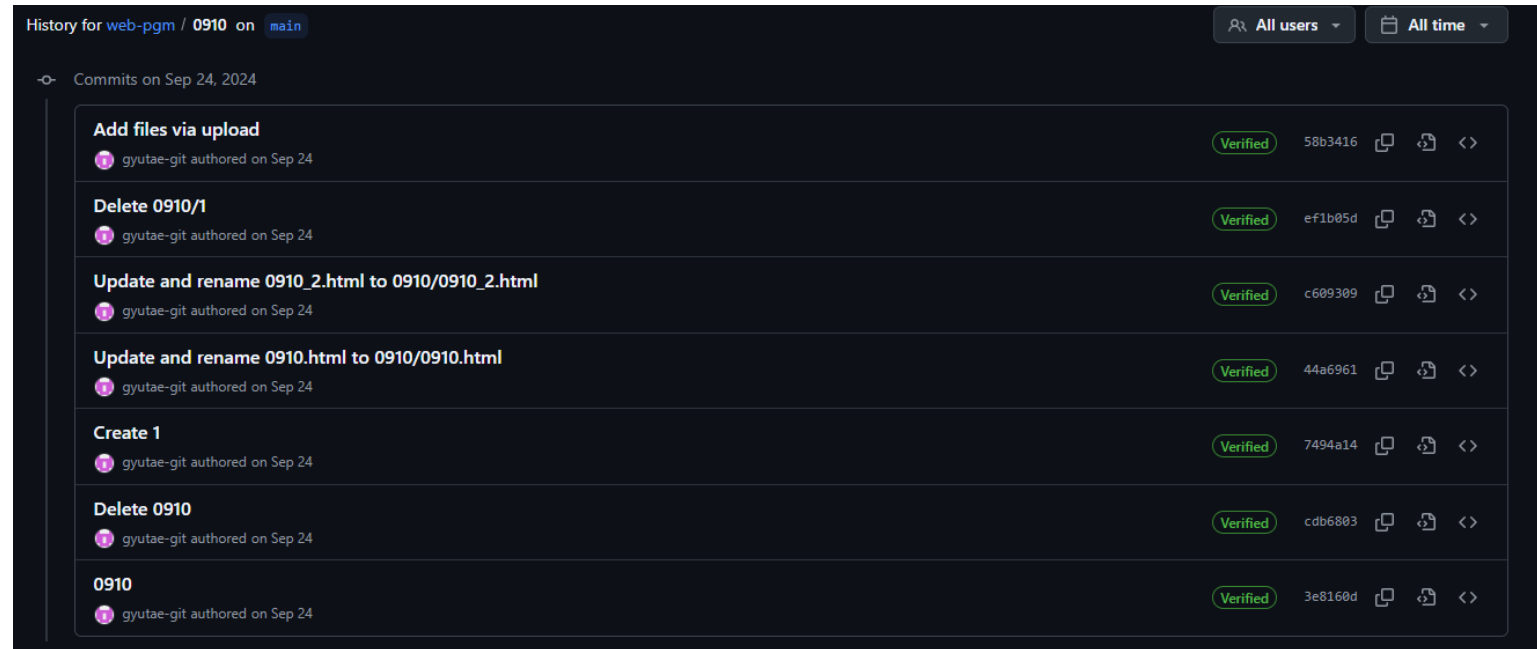 History for web-pgm / 0910 on main
All users
All time
Commits on Sep 24, 2024
Add files via upload
gyutae-git authored on Sep 24
Verified
58b3416
Delete 0910/1
gyutae-git authored on Sep 24
Verified
ef1b05d
Update and rename 0910_2.html to 0910/0910_2.html
gyutae-git authored on Sep 24
Verified
c609309
Update and rename 0910.html to 0910/0910.html
gyutae-git authored on Sep 24
Verified
44a6961
Create 1
gyutae-git authored on Sep 24
Verified
7494a14
Delete 0910
gyutae-git authored on Sep 24
Verified
cdb6803
0910
gyutae-git authored on Sep 24
Verified
3e8160d